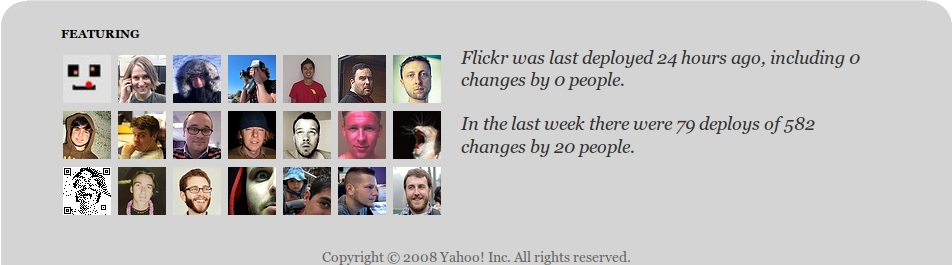 FEATURING
Flickr was last deployed 24 hours ago, including 0
changes by 0 people.
In the last week there were 79 deploys of 582
changes by 20 people.
Copyright © 2008 Yahoo! Inc. All rights reserved.